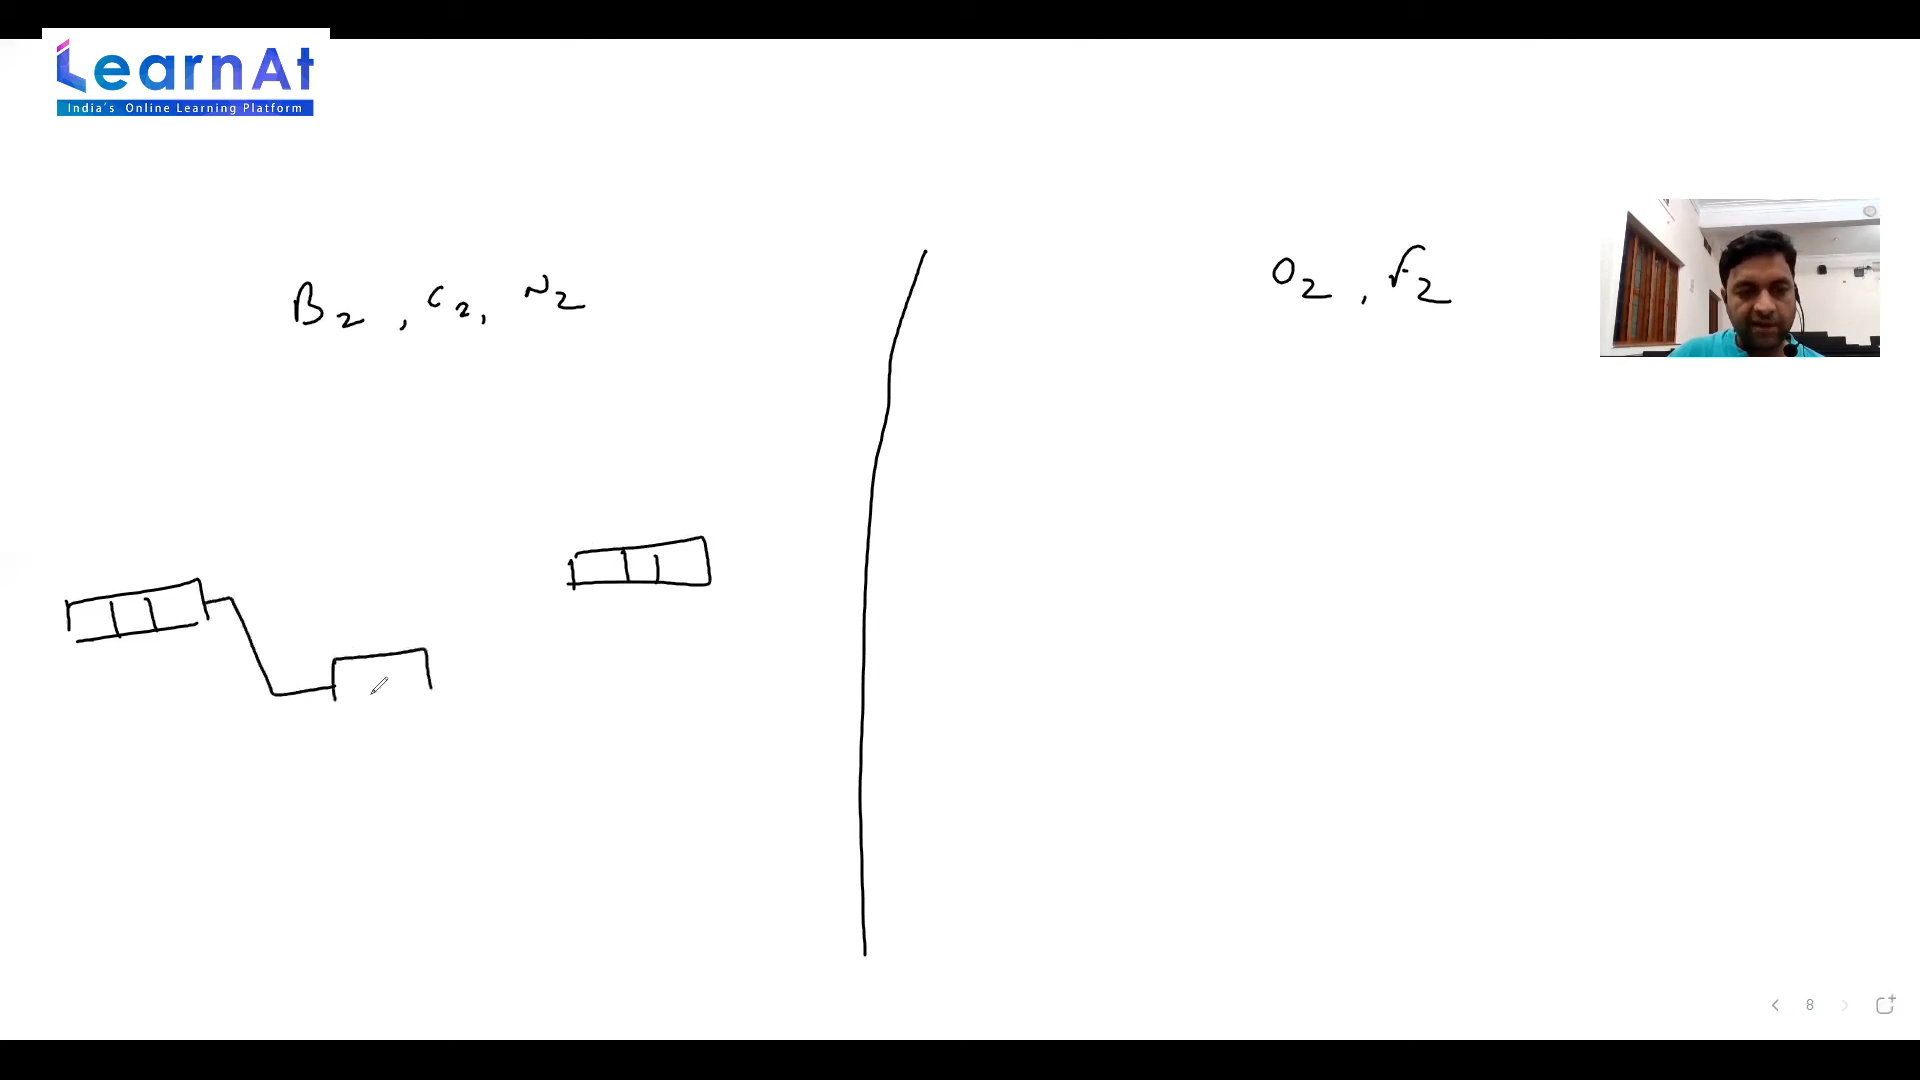 LearnAt
India's Online Learning Platform
B2, C2, N2
O2, F2
8